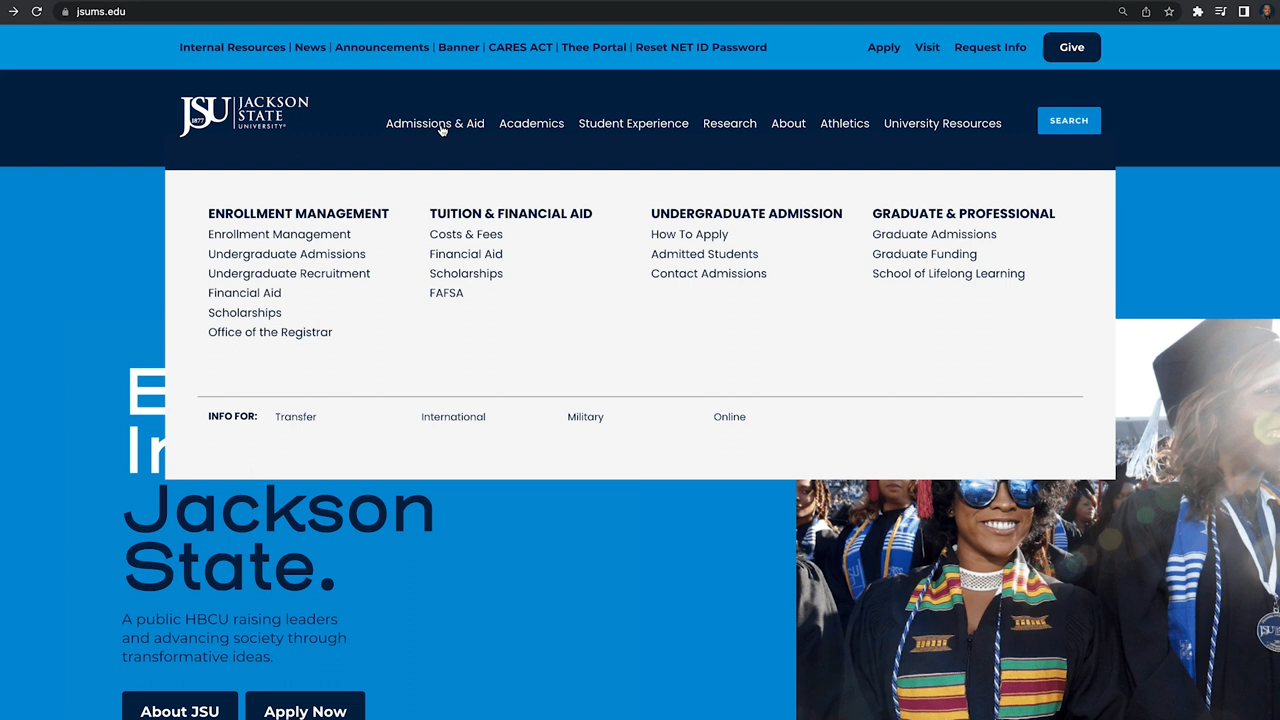 jsums.edu
Internal Resources | News | Announcements | Banner | CARES ACT | Thee Portal | Reset NET ID Password
Apply Visit Request Info Give
JSU 1877 JACKSON STATE UNIVERSITY
Admissions & Aid Academics Student Experience Research About Athletics University Resources SEARCH
ENROLLMENT MANAGEMENT
Enrollment Management
Undergraduate Admissions
Undergraduate Recruitment
Financial Aid
Scholarships
Office of the Registrar
TUITION & FINANCIAL AID
Costs & Fees
Financial Aid
Scholarships
FAFSA
UNDERGRADUATE ADMISSION
How To Apply
Admitted Students
Contact Admissions
GRADUATE & PROFESSIONAL
Graduate Admissions
Graduate Funding
School of Lifelong Learning
INFO FOR: Transfer International Military Online
Jackson
State.
A public HBCU raising leaders
and advancing society through
transformative ideas.
About JSU Apply Now
JSU
JSU